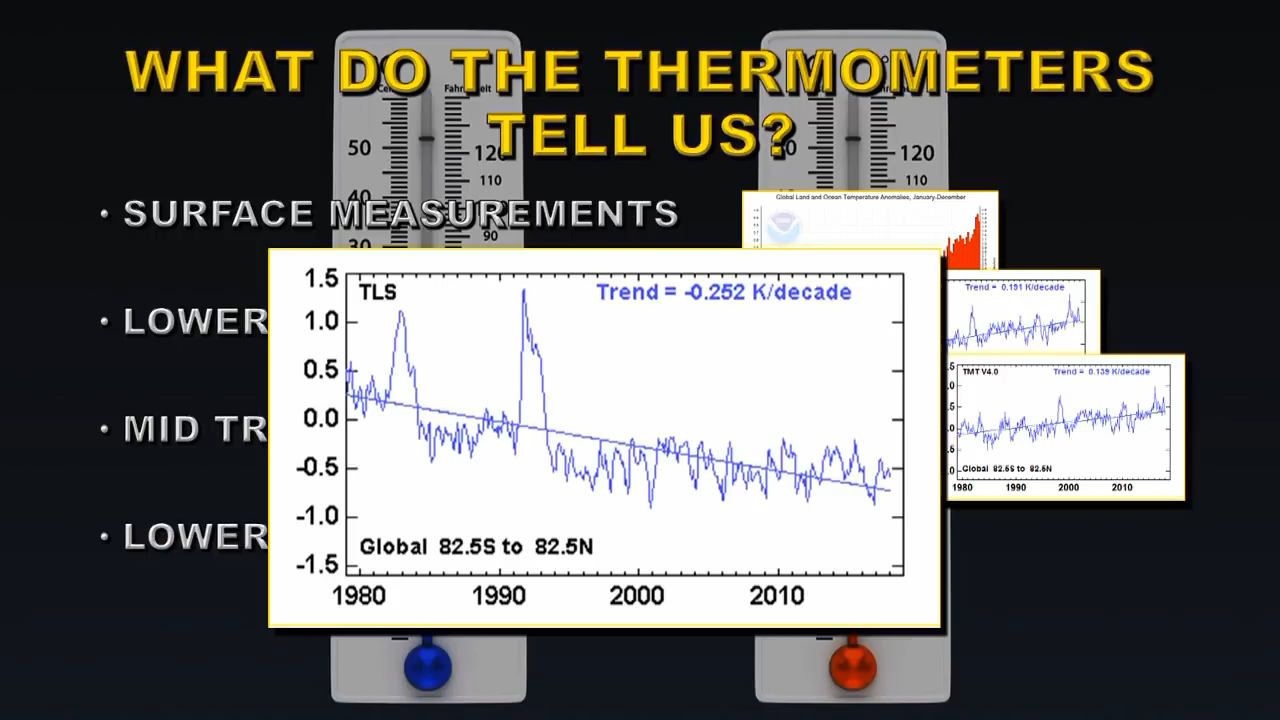 WHAT DO THE THERMOMETERS
TELL US?
50
120
110
40
90
30
120
110
• SURFACE MEASUREMENTS
• LOWER
• MID TR
• LOWER
Global Land and Ocean Temperature Anomalies, January-December
Trend = 0.191 K/decade
TMT V4.0
Trend = 0.139 K/decade
Global 82.5S to 82.5N
1980 1990 2000 2010
TLS
Trend = -0.252 K/decade
1.5
1.0
0.5
0.0
-0.5
-1.0
-1.5
Global 82.5S to 82.5N
1980 1990 2000 2010